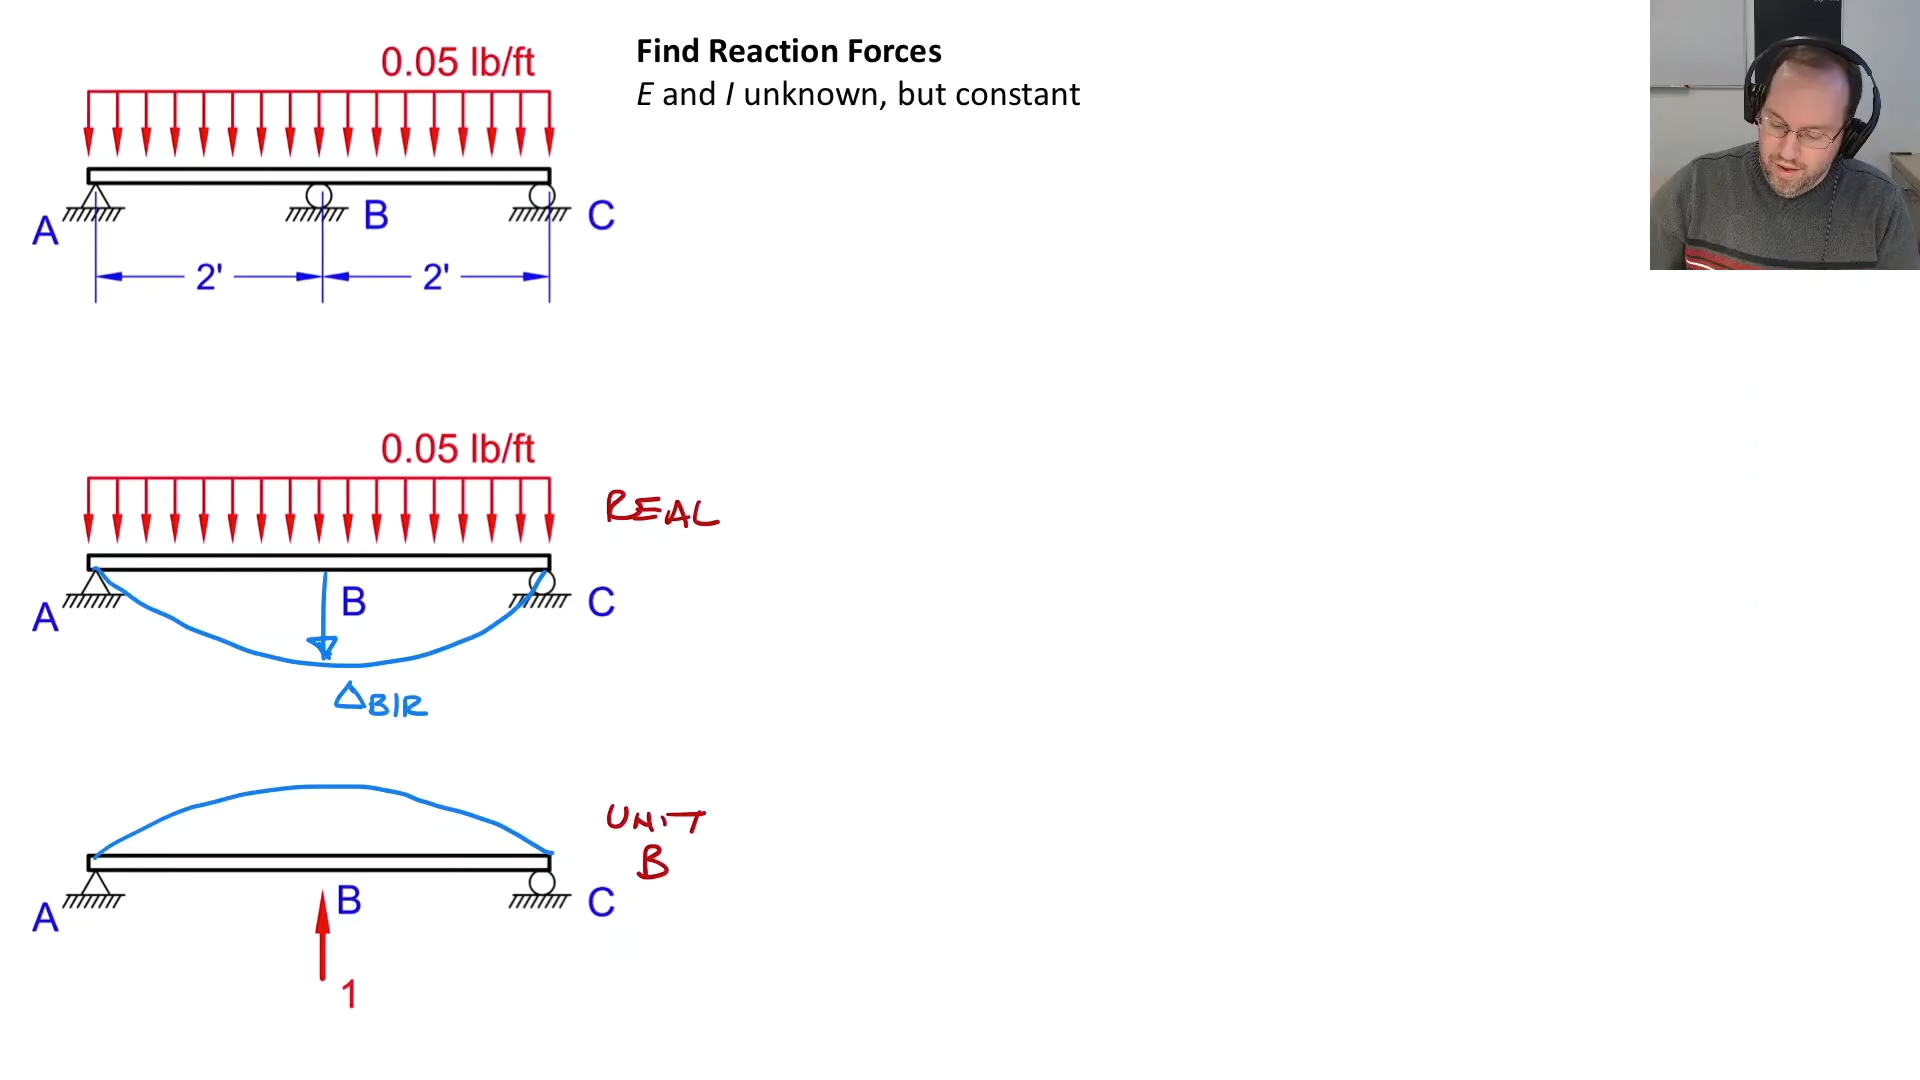 0.05 lb/ft
Find Reaction Forces
E and I unknown, but constant
A
B
C
2'
2'
0.05 lb/ft
REAL
A
B
C
ΔB/R
UNIT
B
A
B
C
1